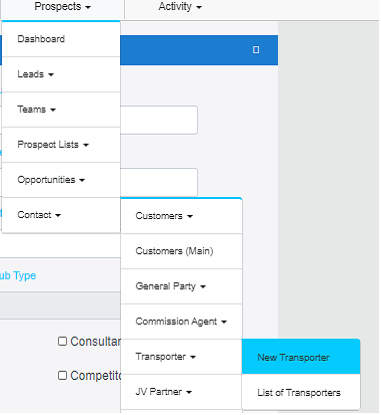 Prospects
Activity
Dashboard
Leads
Teams
Prospect Lists
Opportunities
Contact
Customers
Customers (Main)
General Party
Commission Agent
Transporter
New Transporter
List of Transporters
JV Partner
ub Type
Consultan
Competito